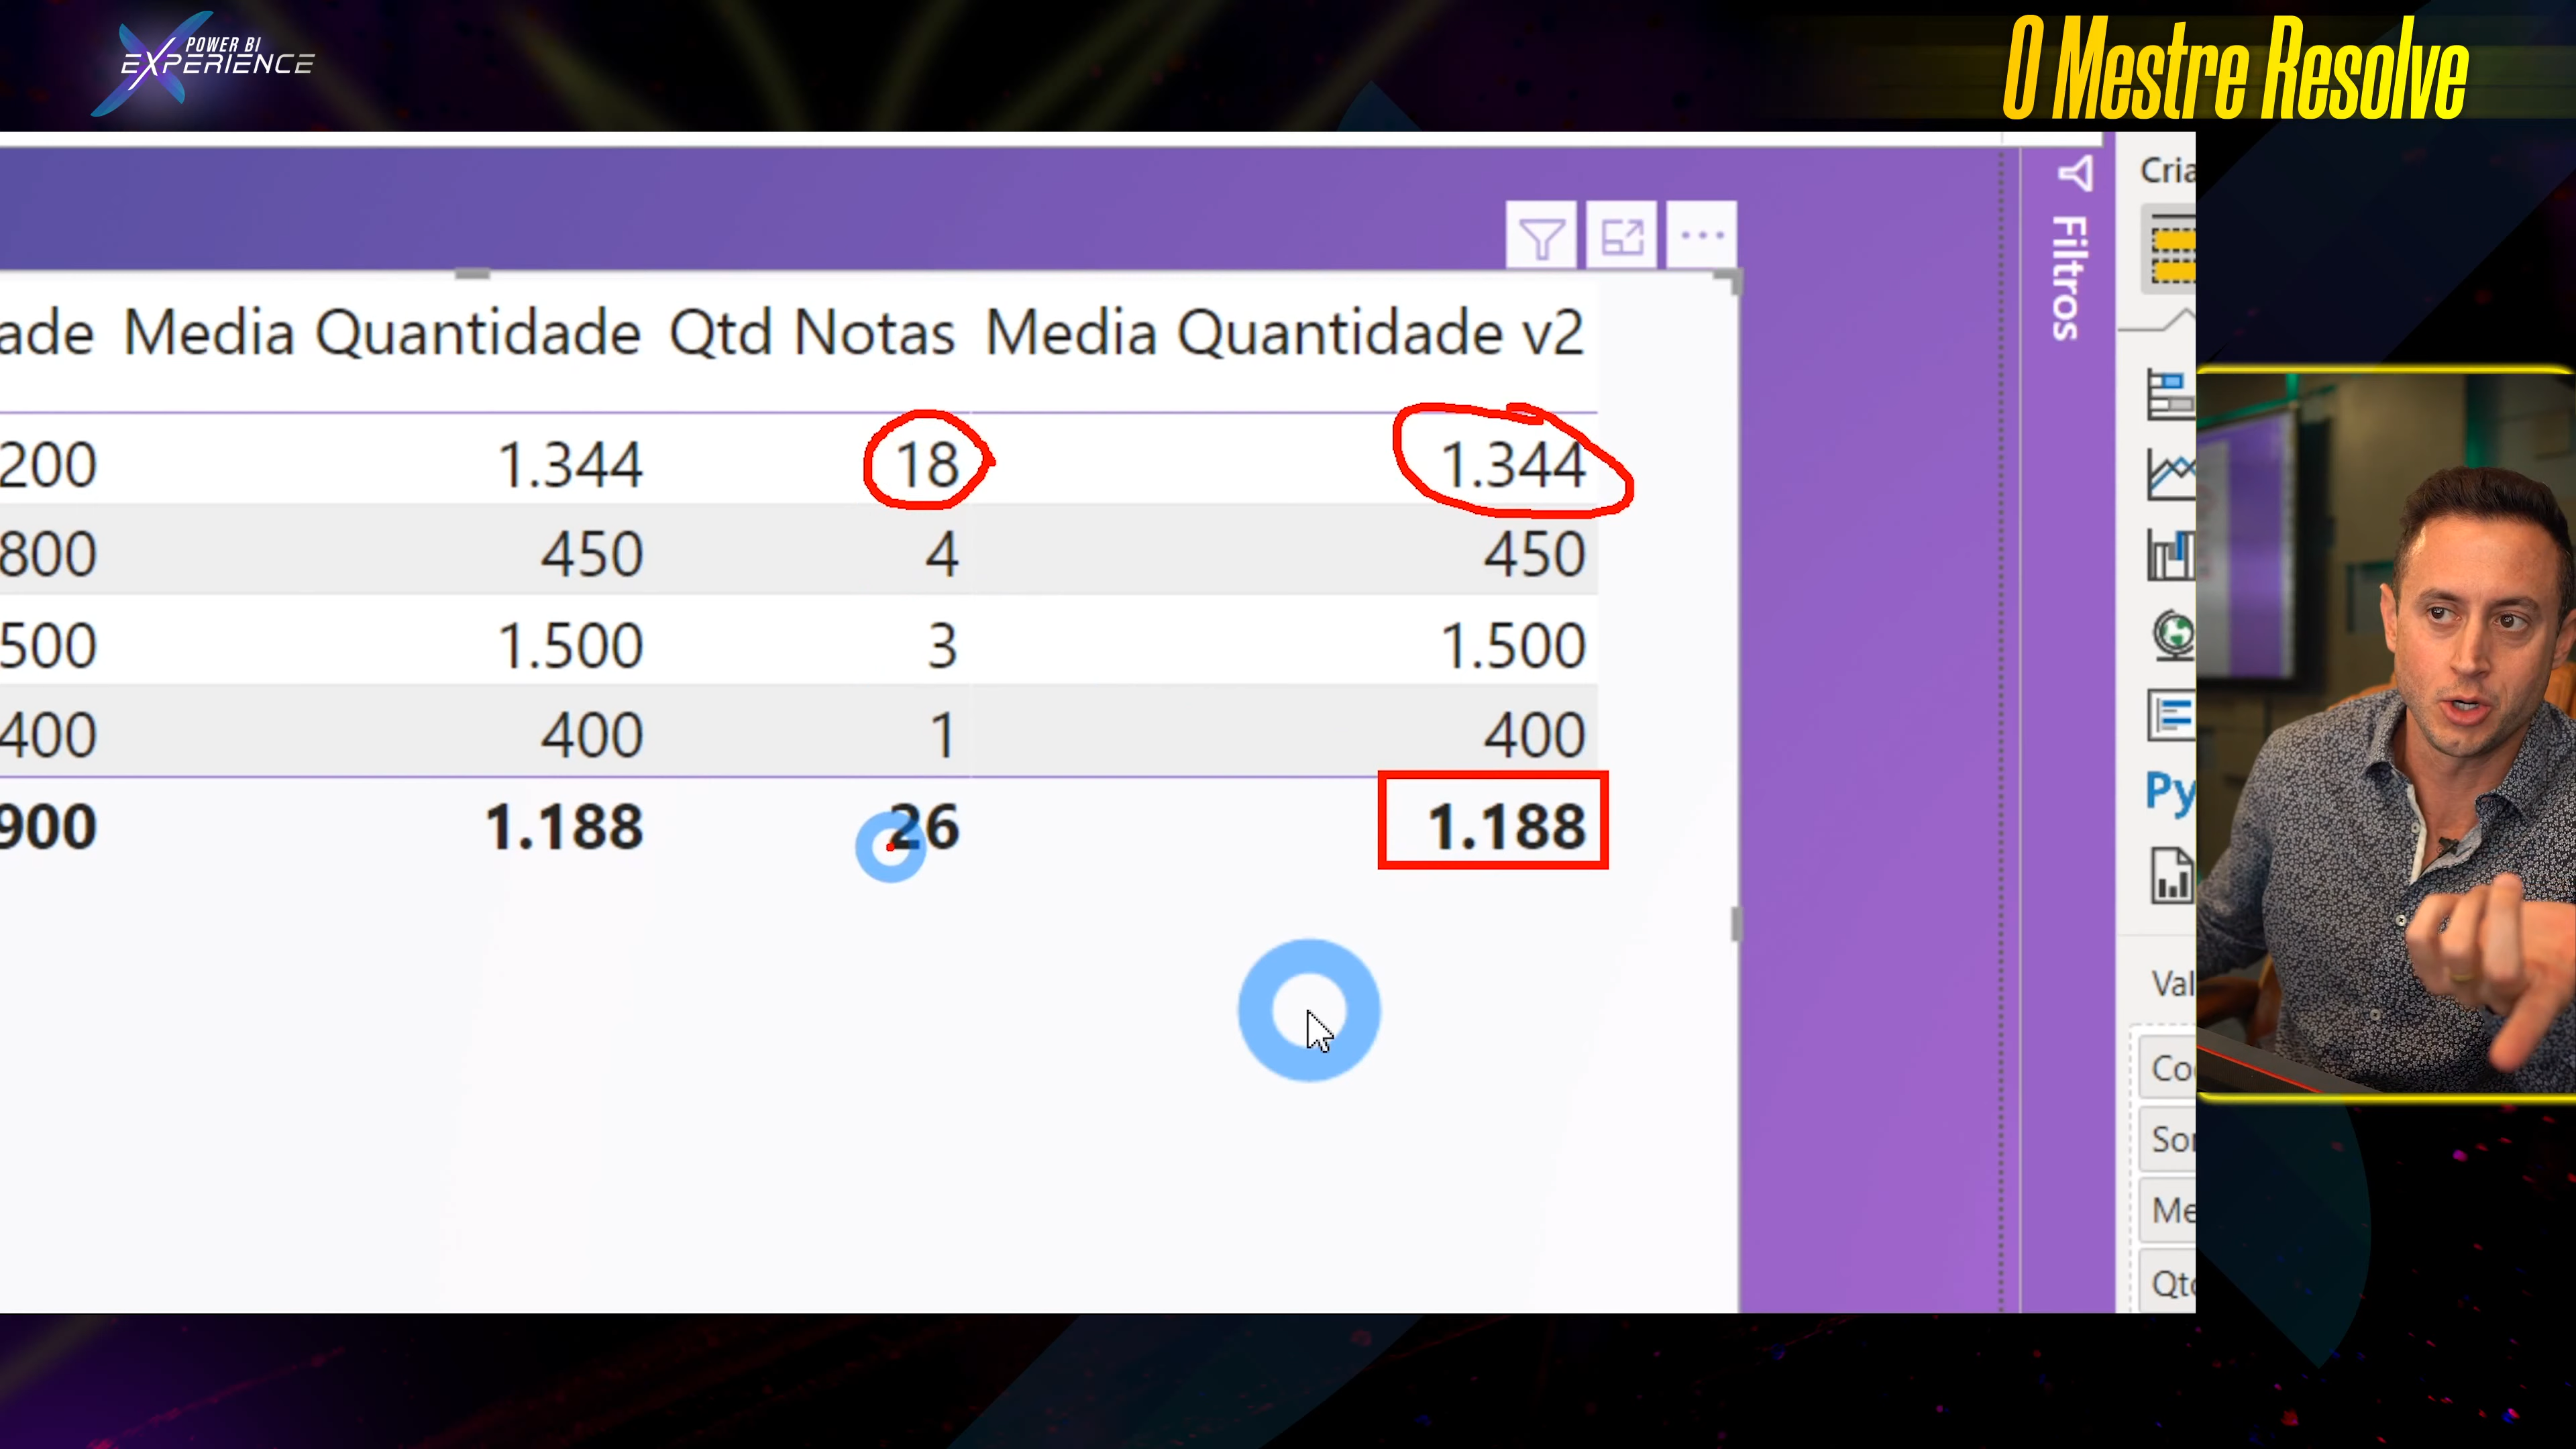 POWER BI
EXPERIENCE
O Mestre Resolve
Cria
Filtros
ade Media Quantidade Qtd Notas Media Quantidade v2
200 1.344 18 1.344
800 450 4 450
500 1.500 3 1.500
400 400 1 400
900 1.188 26 1.188
Py
Val
Co
So
Me
Qtd